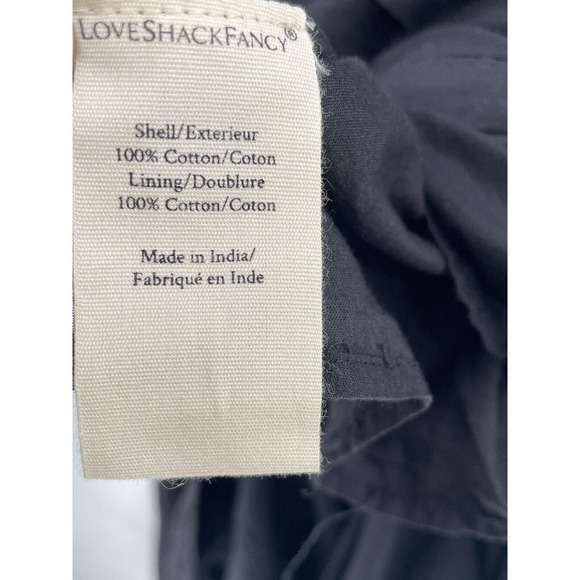 LOVESHACKFANCY®
Shell/Exterieur
100% Cotton/Coton
Lining/Doublure
100% Cotton/Coton
Made in India/
Fabriqué en Inde